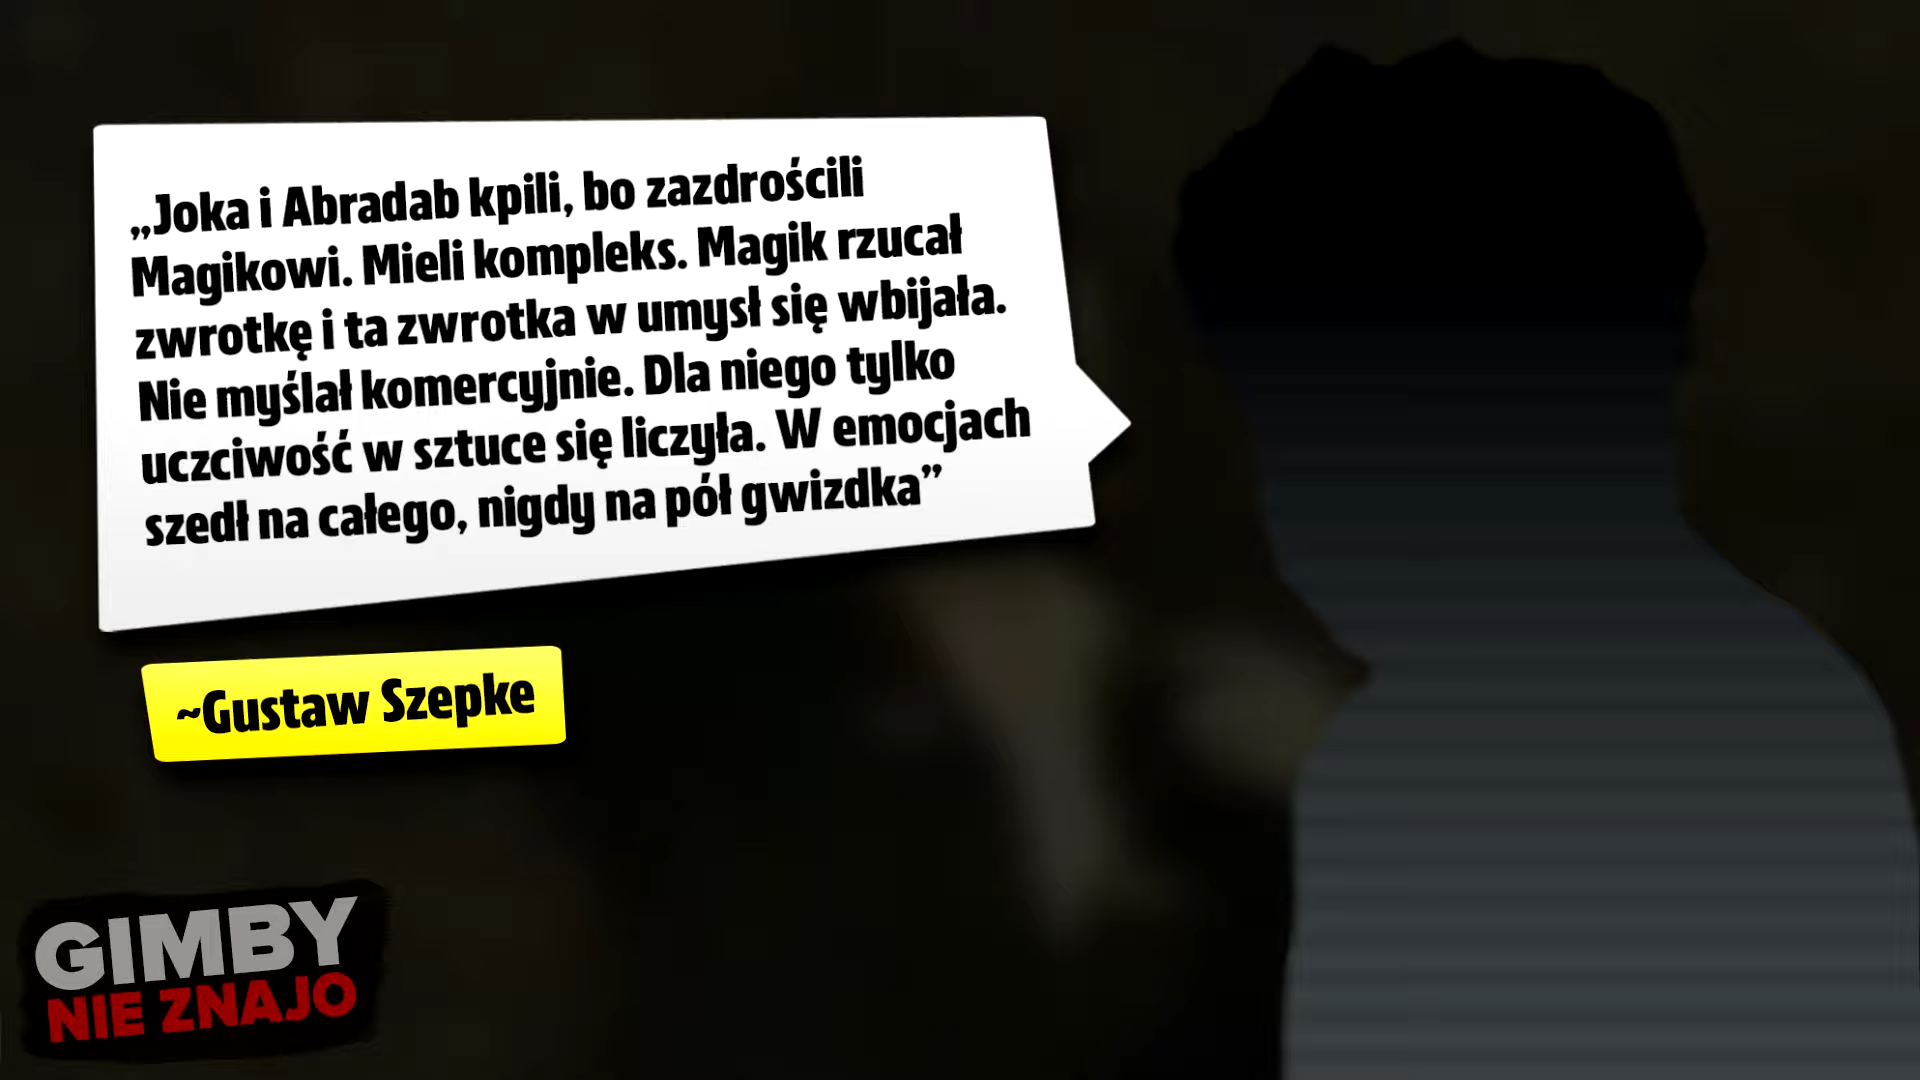 „Joka i Abradab kpili, bo zazdrościli
Magikowi. Mieli kompleks. Magik rzucał
zwrotkę i ta zwrotka w umysł się wbijała.
Nie myślał komercyjnie. Dla niego tylko
uczciwość w sztuce się liczyła. W emocjach
szedł na całego, nigdy na pół gwizdka”
~Gustaw Szepke
GIMBY
NIE ZNAJO